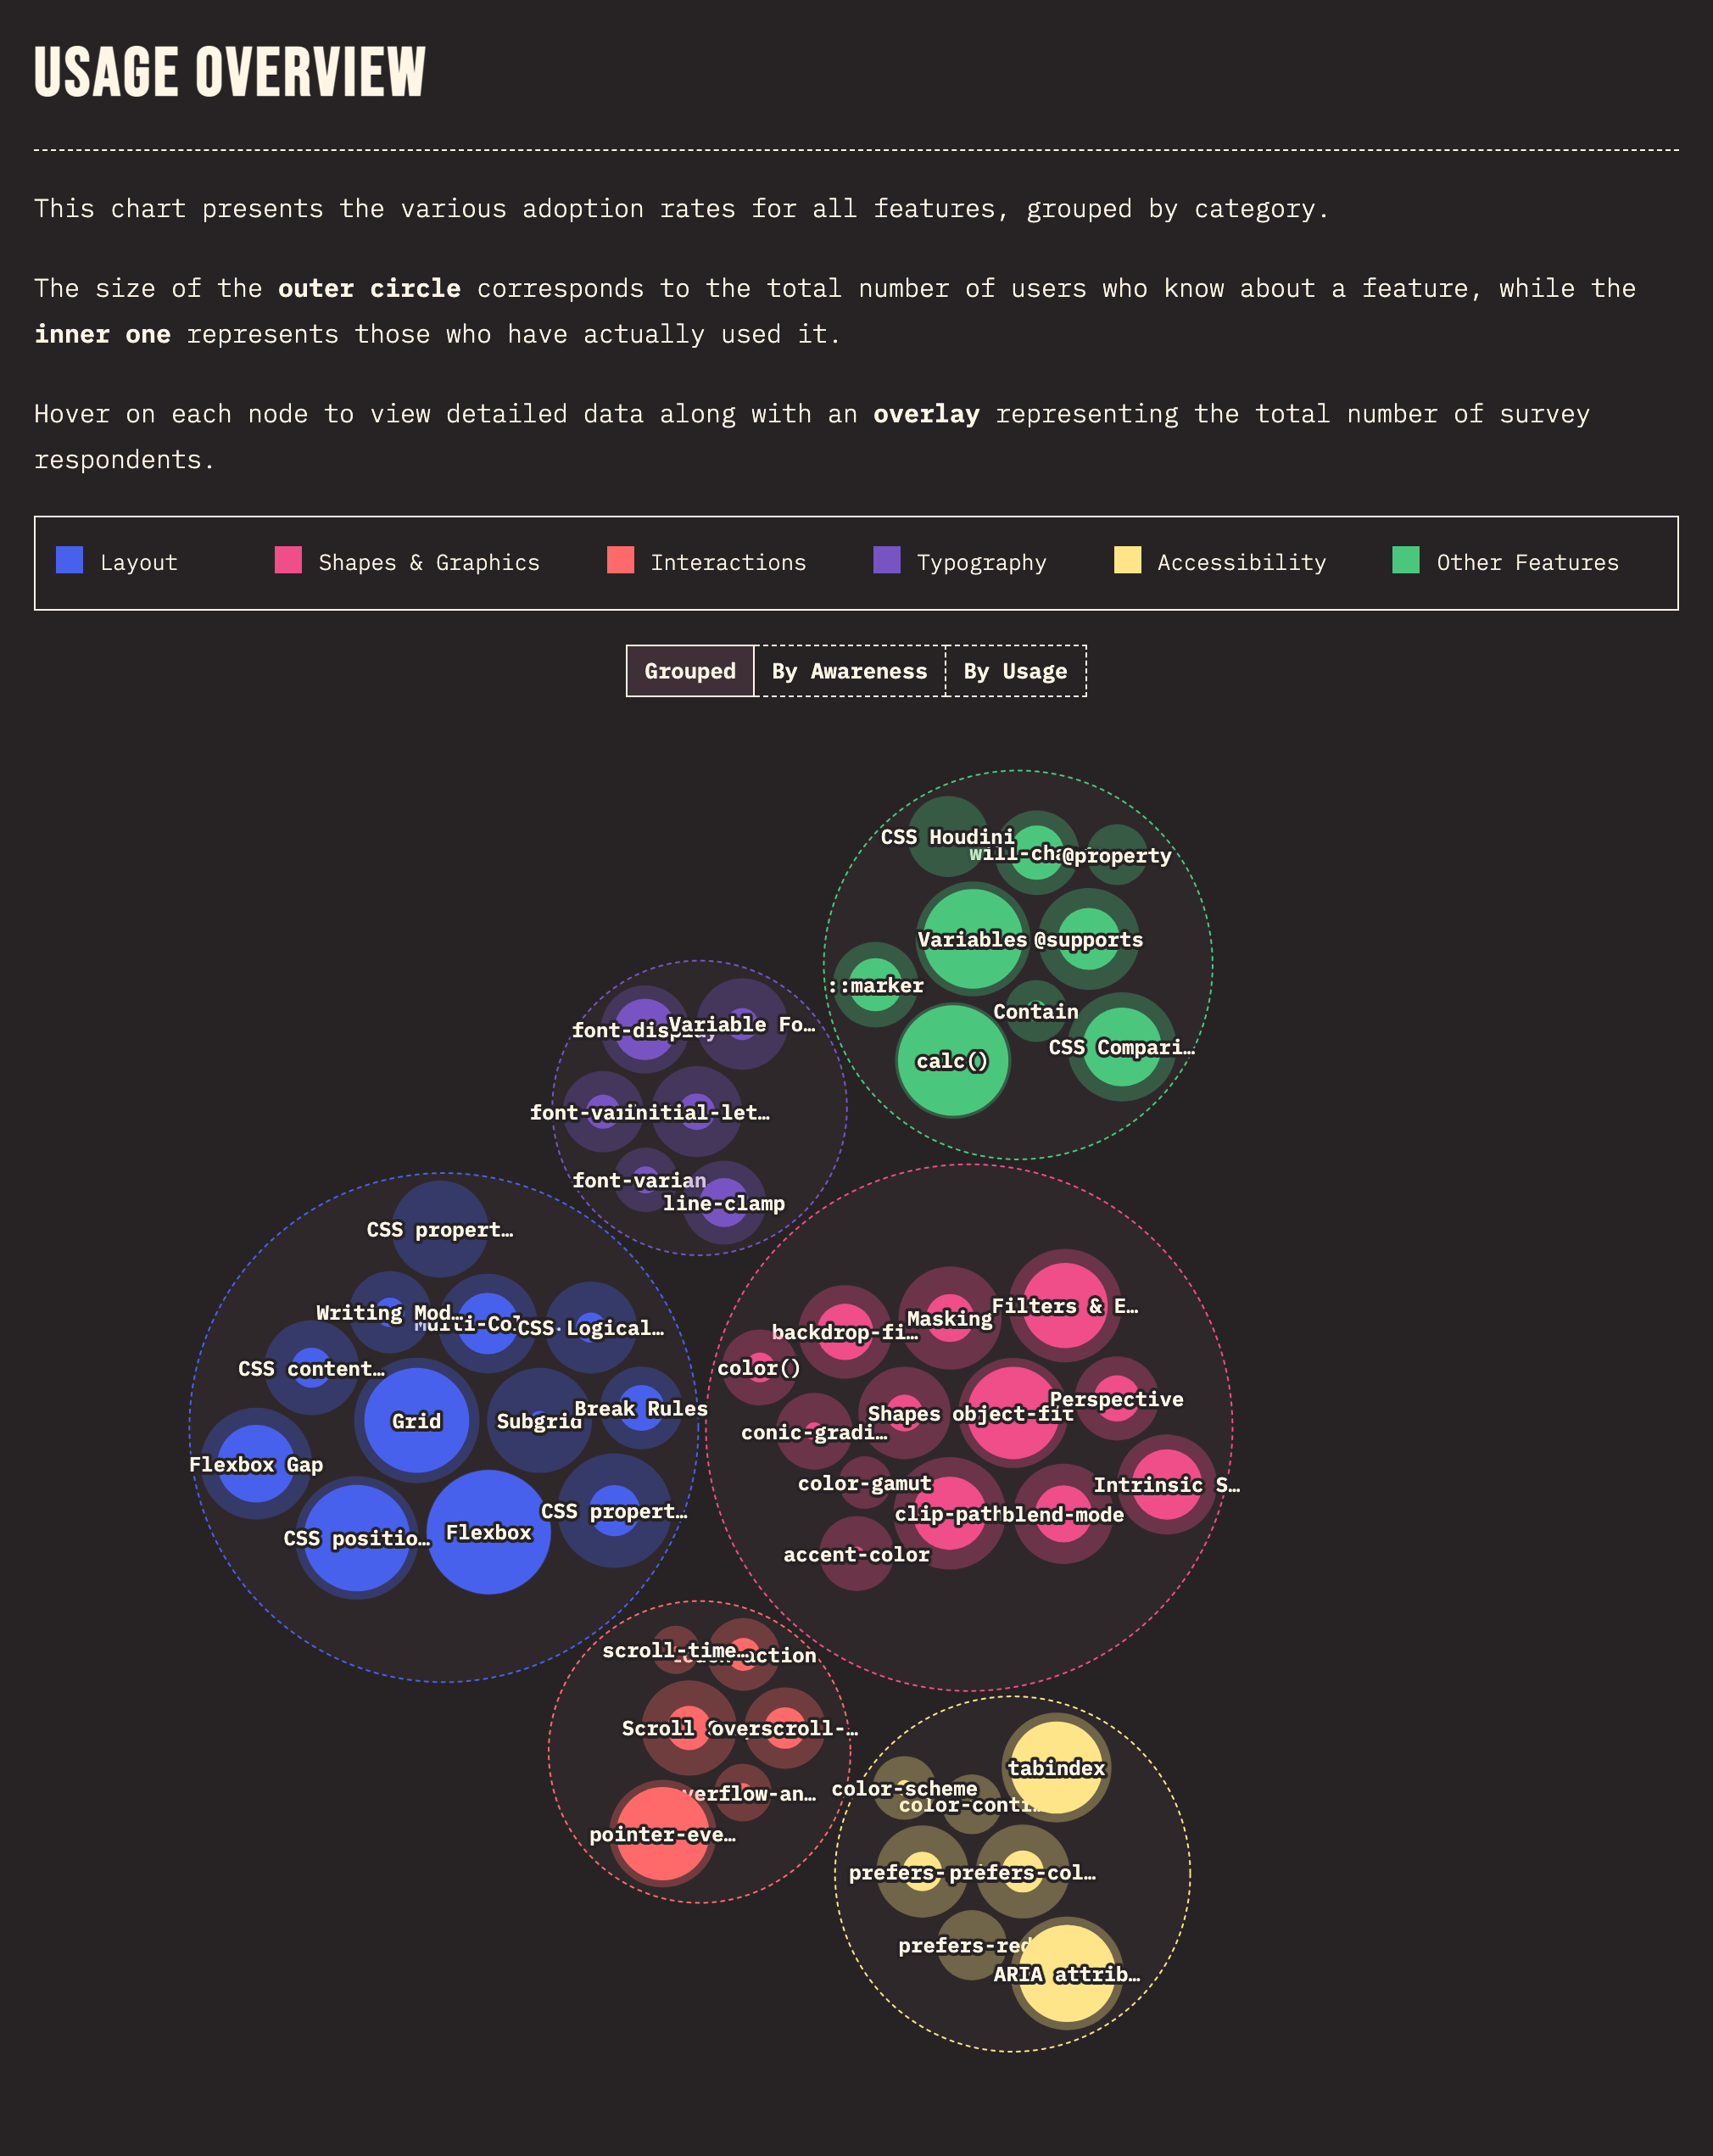 USAGE OVERVIEW
This chart presents the various adoption rates for all features, grouped by category.
The size of the outer circle corresponds to the total number of users who know about a feature, while the
inner one represents those who have actually used it.
Hover on each node to view detailed data along with an overlay representing the total number of survey
respondents.
Layout
Shapes & Graphics
Interactions
Typography
Accessibility
Other Features
Grouped
By Awareness
By Usage
CSS Houdini
will-cha
@property
Variables
@supports
::marker
Contain
CSS Compari…
calc()
font-display
Variable Fo…
font-vari
initial-let…
font-varian
line-clamp
CSS propert…
Writing Mod…
Multi-Col
CSS Logical…
CSS content…
Grid
Subgrid
Break Rules
Flexbox Gap
CSS propert…
CSS positio…
Flexbox
Filters & E…
Masking
backdrop-fi…
color()
Perspective
Shapes
object-fit
conic-gradi…
color-gamut
Intrinsic S…
clip-path
blend-mode
accent-color
scroll-time…
action
Scroll
overscroll-…
verflow-an…
pointer-eve…
tabindex
color-scheme
color-contr…
prefers-
prefers-col…
prefers-red
ARIA attrib…